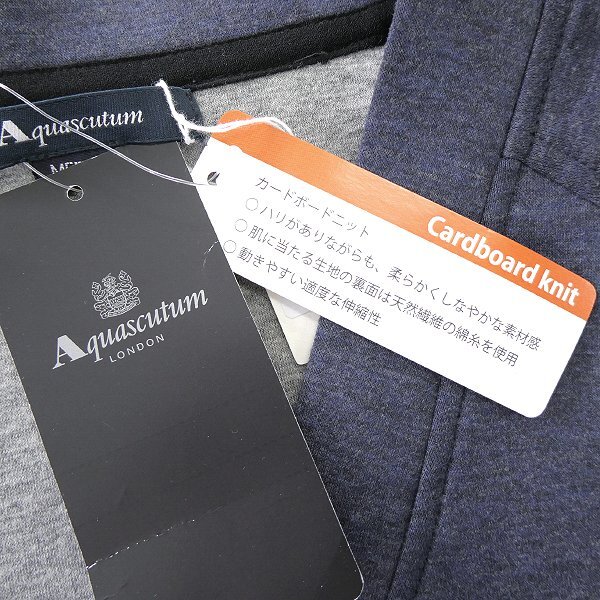 Aquascutum
Aquascutum
LONDON
Cardboard knit
カードボードニット
○ハリがありながらも、柔らかくしなやかな素材感
○肌に当たる生地の裏面は天然繊維の綿糸を使用
○動きやすい適度な伸縮性